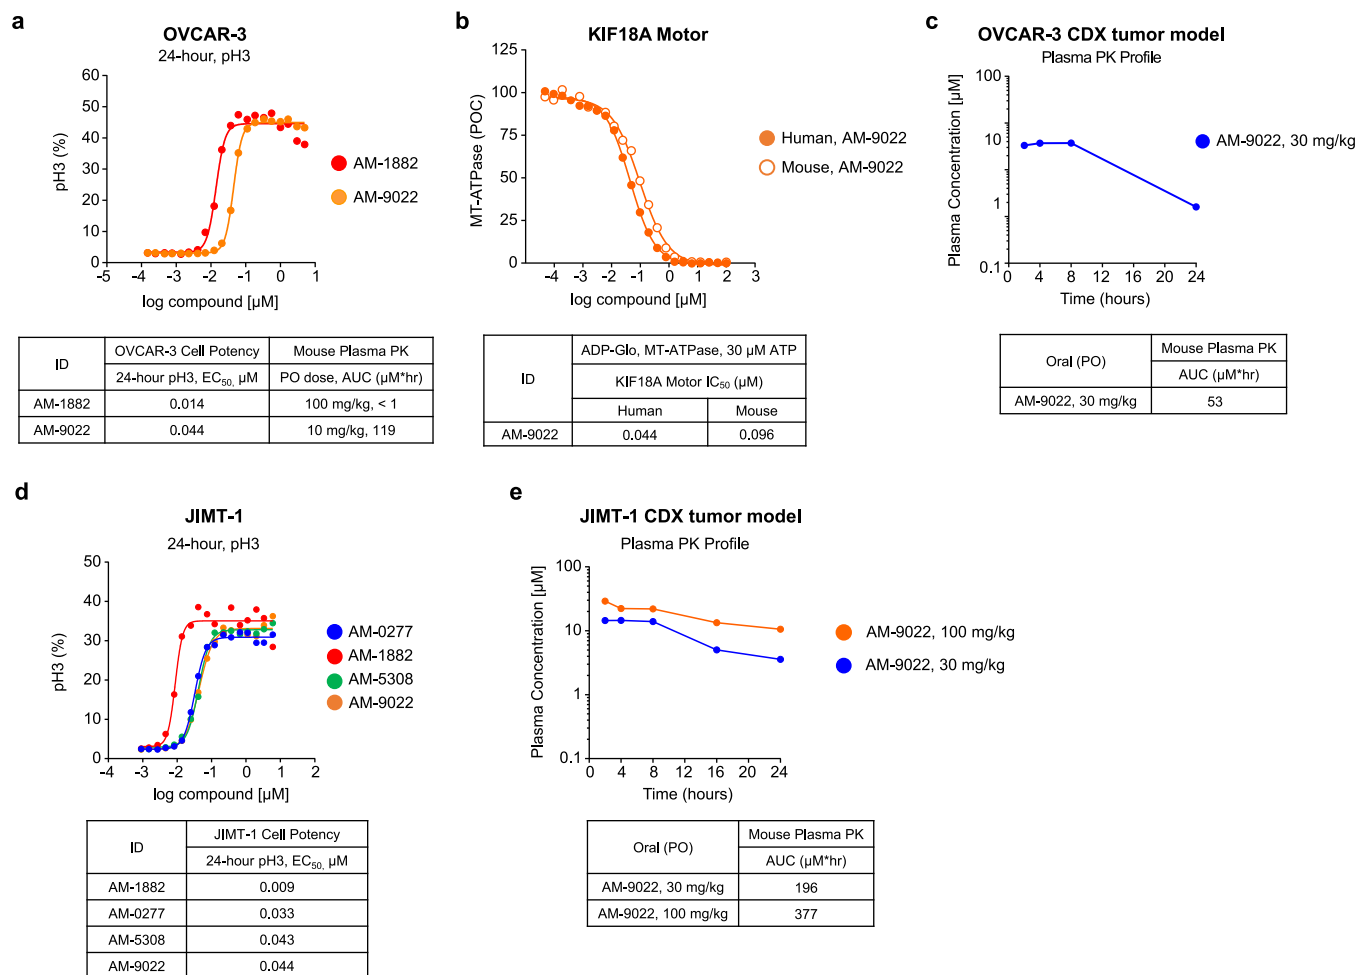 a
OVCAR-3
24-hour, pH3
60
50
40
30
20
10
0
pH3 (%)
-5 -4 -3 -2 -1 0 1
log compound [µM]
AM-1882
AM-9022
ID
OVCAR-3 Cell Potency
Mouse Plasma PK
24-hour pH3, EC50, µM
PO dose, AUC (µM*hr)
AM-1882 0.014 100 mg/kg, < 1
AM-9022 0.044 10 mg/kg, 119
b
KIF18A Motor
125
100
75
50
25
0
MT-ATPase (POC)
-4 -3 -2 -1 0 1 2 3
log compound [µM]
Human, AM-9022
Mouse, AM-9022
ID
ADP-Glo, MT-ATPase, 30 µM ATP
KIF18A Motor IC50 (µM)
Human Mouse
AM-9022 0.044 0.096
c
OVCAR-3 CDX tumor model
Plasma PK Profile
100
10
1
0.1
Plasma Concentration [µM]
0 4 8 12 16 20 24
Time (hours)
AM-9022, 30 mg/kg
Oral (PO)
Mouse Plasma PK
AUC (µM*hr)
AM-9022, 30 mg/kg 53
d
JIMT-1
24-hour, pH3
50
40
30
20
10
0
pH3 (%)
-4 -3 -2 -1 0 1 2
log compound [µM]
AM-0277
AM-1882
AM-5308
AM-9022
ID
JIMT-1 Cell Potency
24-hour pH3, EC50, µM
AM-1882 0.009
AM-0277 0.033
AM-5308 0.043
AM-9022 0.044
e
JIMT-1 CDX tumor model
Plasma PK Profile
100
10
1
0.1
Plasma Concentration [µM]
0 4 8 12 16 20 24
Time (hours)
AM-9022, 100 mg/kg
AM-9022, 30 mg/kg
Oral (PO)
Mouse Plasma PK
AUC (µM*hr)
AM-9022, 30 mg/kg 196
AM-9022, 100 mg/kg 377